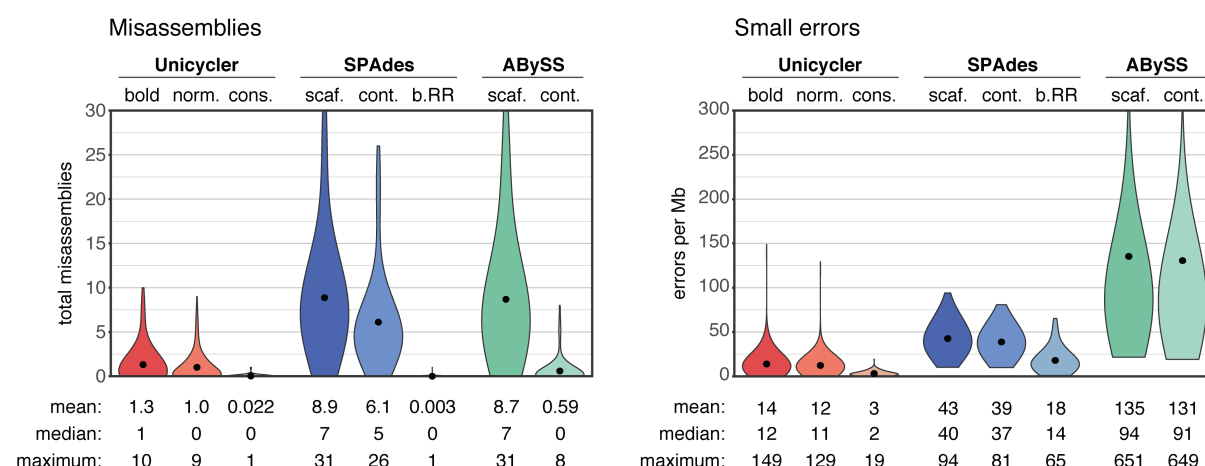 Misassemblies
Unicycler SPAdes ABySS
bold norm. cons. scaf. cont. b.RR scaf. cont.
30
25
20
15
10
5
0
total misassemblies
mean: 1.3 1.0 0.022 8.9 6.1 0.003 8.7 0.59
median: 1 0 0 7 5 0 7 0
maximum: 10 9 1 31 26 1 31 8
Small errors
Unicycler SPAdes ABySS
bold norm. cons. scaf. cont. b.RR scaf. cont.
300
250
200
150
100
50
0
errors per Mb
mean: 14 12 3 43 39 18 135 131
median: 12 11 2 40 37 14 94 91
maximum: 149 129 19 94 81 65 651 649